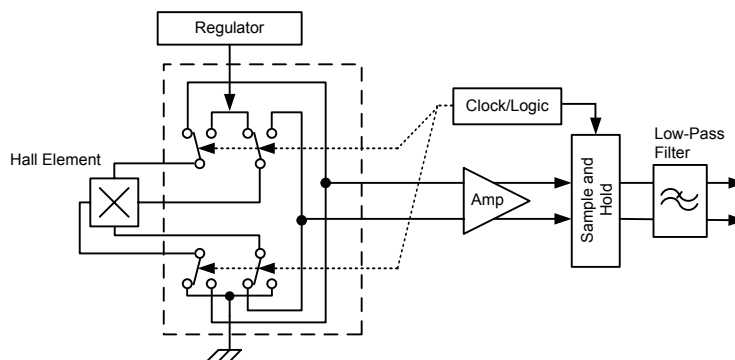 Regulator
Clock/Logic
Low-Pass
Filter
Hall Element
Amp
Sample and
Hold